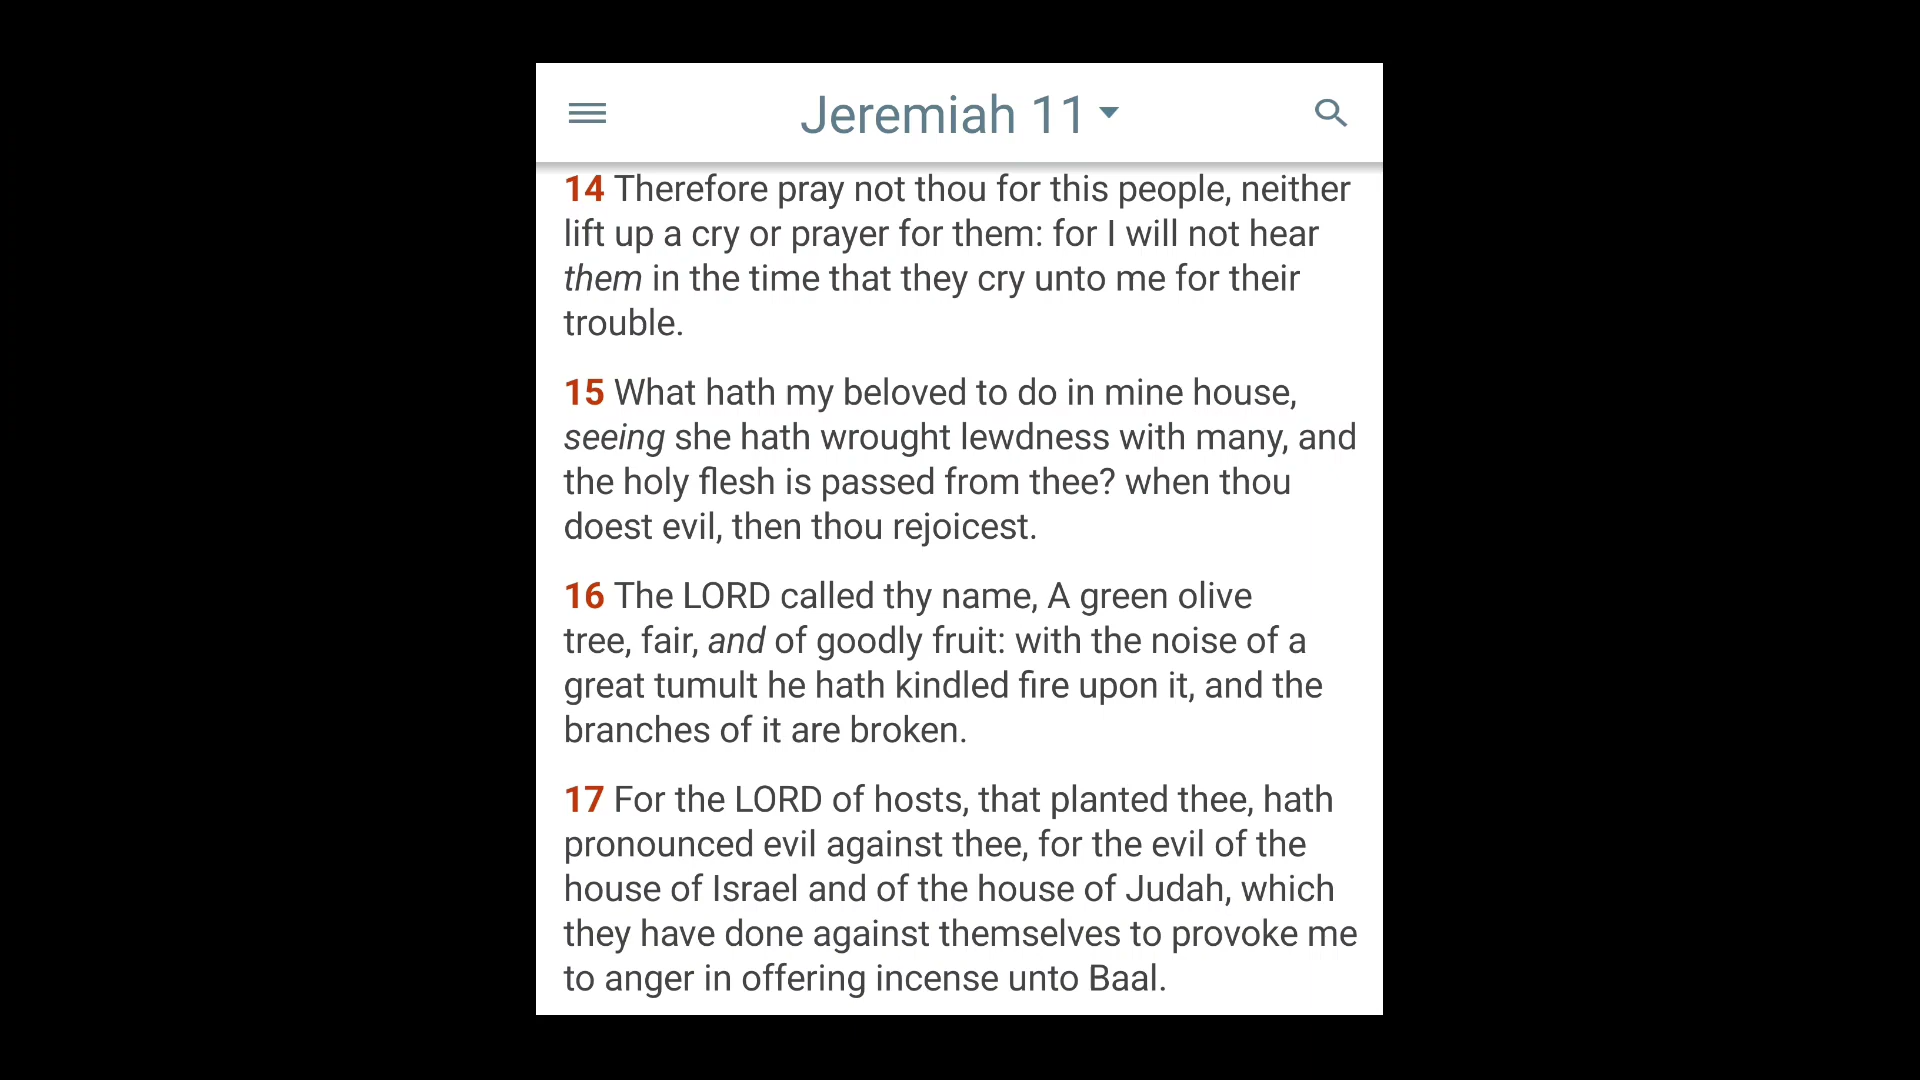 Jeremiah 11
14 Therefore pray not thou for this people, neither
lift up a cry or prayer for them: for I will not hear
them in the time that they cry unto me for their
trouble.
15 What hath my beloved to do in mine house,
seeing she hath wrought lewdness with many, and
the holy flesh is passed from thee? when thou
doest evil, then thou rejoicest.
16 The LORD called thy name, A green olive
tree, fair, and of goodly fruit: with the noise of a
great tumult he hath kindled fire upon it, and the
branches of it are broken.
17 For the LORD of hosts, that planted thee, hath
pronounced evil against thee, for the evil of the
house of Israel and of the house of Judah, which
they have done against themselves to provoke me
to anger in offering incense unto Baal.